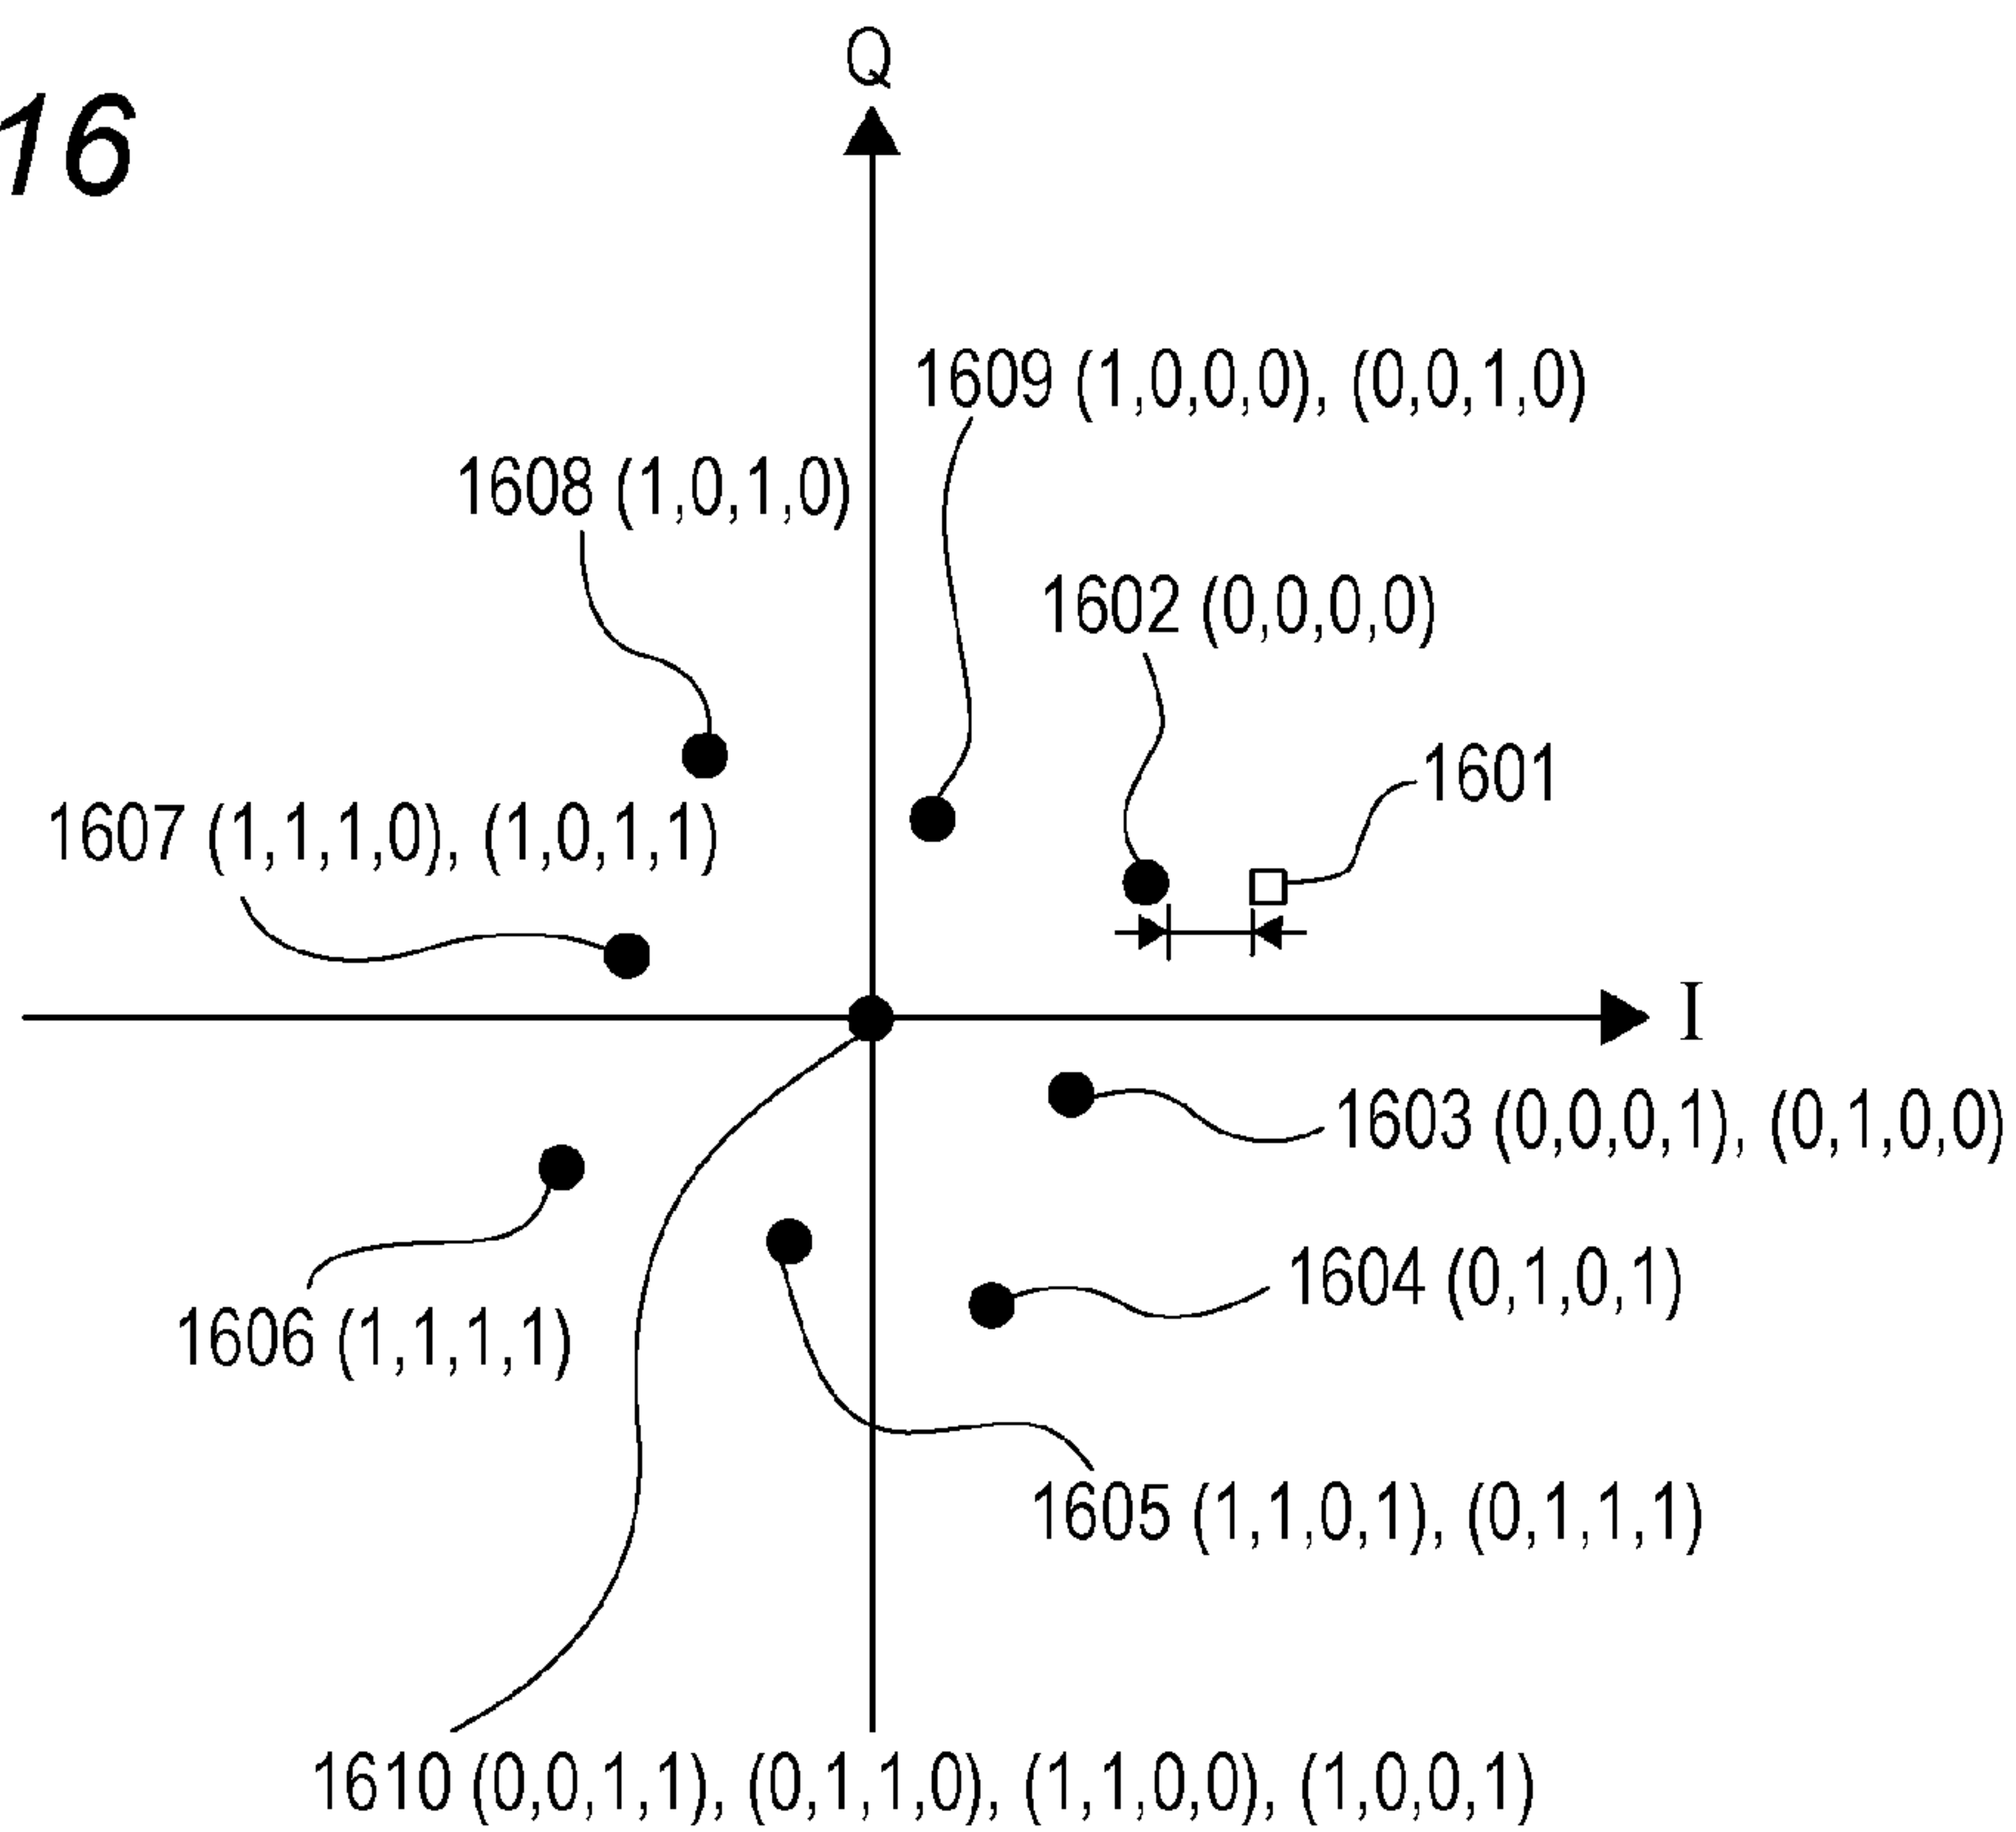 16
Q
1609 (1,0,0,0), (0,0,1,0)
1608 (1,0,1,0)
1602 (0,0,0,0)
1601
1607 (1,1,1,0), (1,0,1,1)
I
1603 (0,0,0,1), (0,1,0,0)
1604 (0,1,0,1)
1606 (1,1,1,1)
1605 (1,1,0,1), (0,1,1,1)
1610 (0,0,1,1), (0,1,1,0), (1,1,0,0), (1,0,0,1)